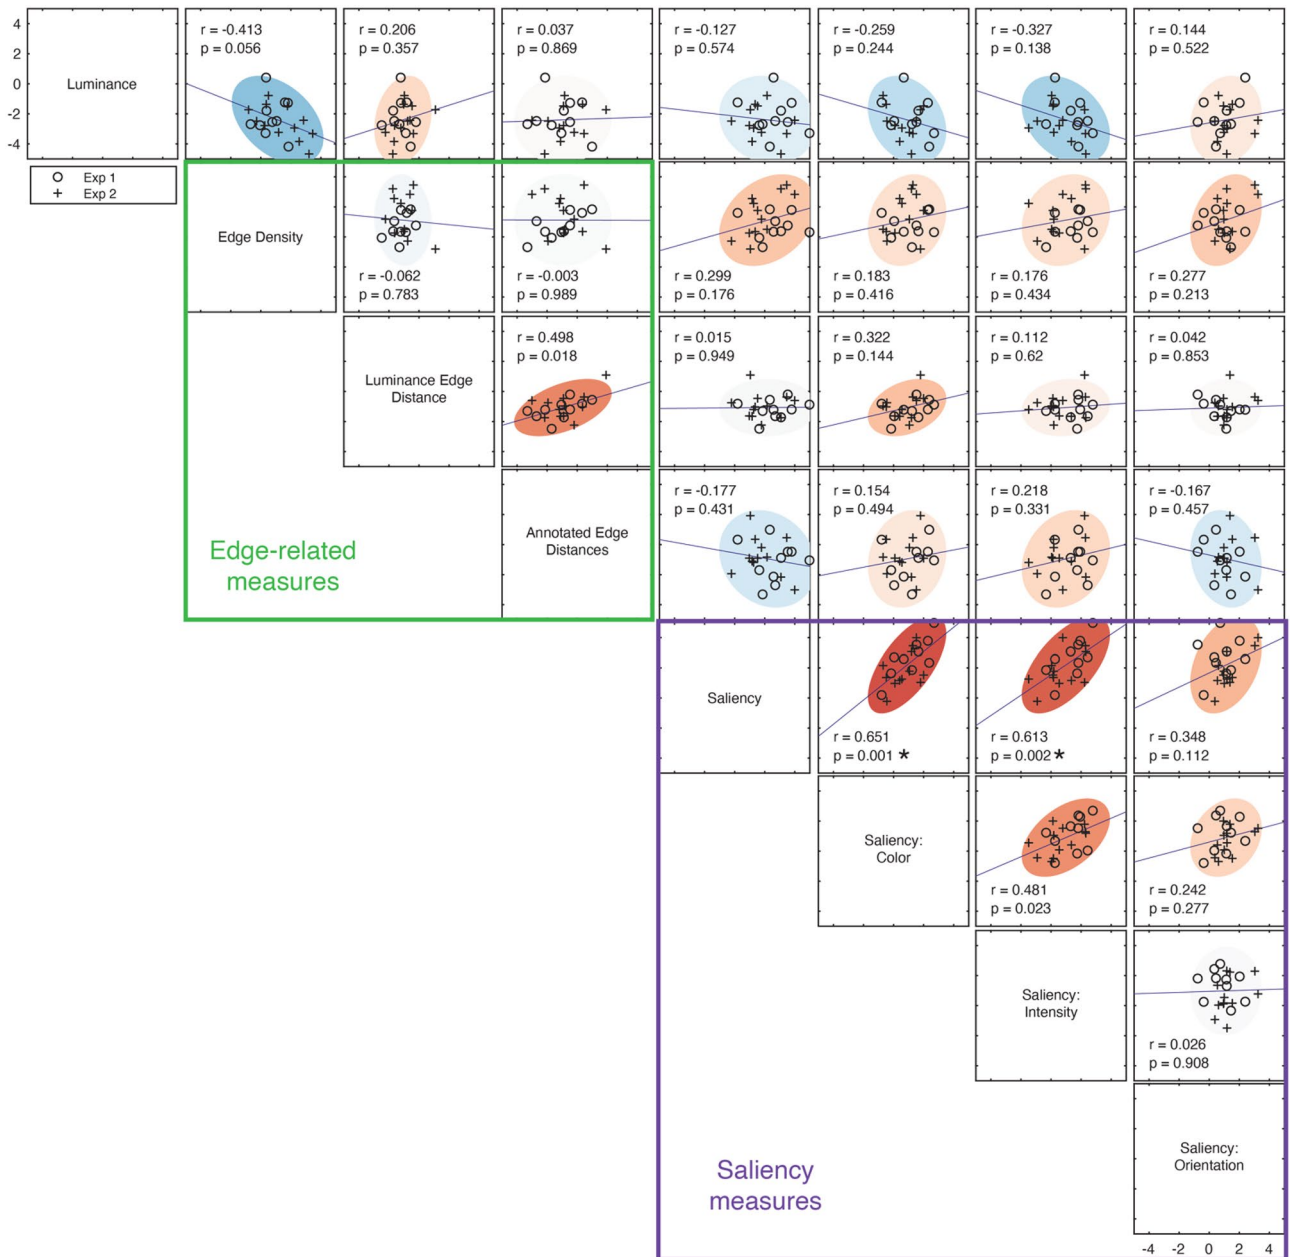 4
2
0
-2
-4
Luminance
r = -0.413
p = 0.056
r = 0.206
p = 0.357
r = 0.037
p = 0.869
r = -0.127
p = 0.574
r = -0.259
p = 0.244
r = -0.327
p = 0.138
r = 0.144
p = 0.522
Exp 1
Exp 2
Edge Density
r = -0.062
p = 0.783
r = -0.003
p = 0.989
r = 0.299
p = 0.176
r = 0.183
p = 0.416
r = 0.176
p = 0.434
r = 0.277
p = 0.213
Luminance Edge
Distance
r = 0.498
p = 0.018
r = 0.015
p = 0.949
r = 0.322
p = 0.144
r = 0.112
p = 0.62
r = 0.042
p = 0.853
Edge-related
measures
Annotated Edge
Distances
r = -0.177
p = 0.431
r = 0.154
p = 0.494
r = 0.218
p = 0.331
r = -0.167
p = 0.457
Saliency
r = 0.651
p = 0.001 *
r = 0.613
p = 0.002 *
r = 0.348
p = 0.112
Saliency:
Color
r = 0.481
p = 0.023
r = 0.242
p = 0.277
Saliency:
Intensity
r = 0.026
p = 0.908
Saliency
measures
Saliency:
Orientation
-4 -2 0 2 4